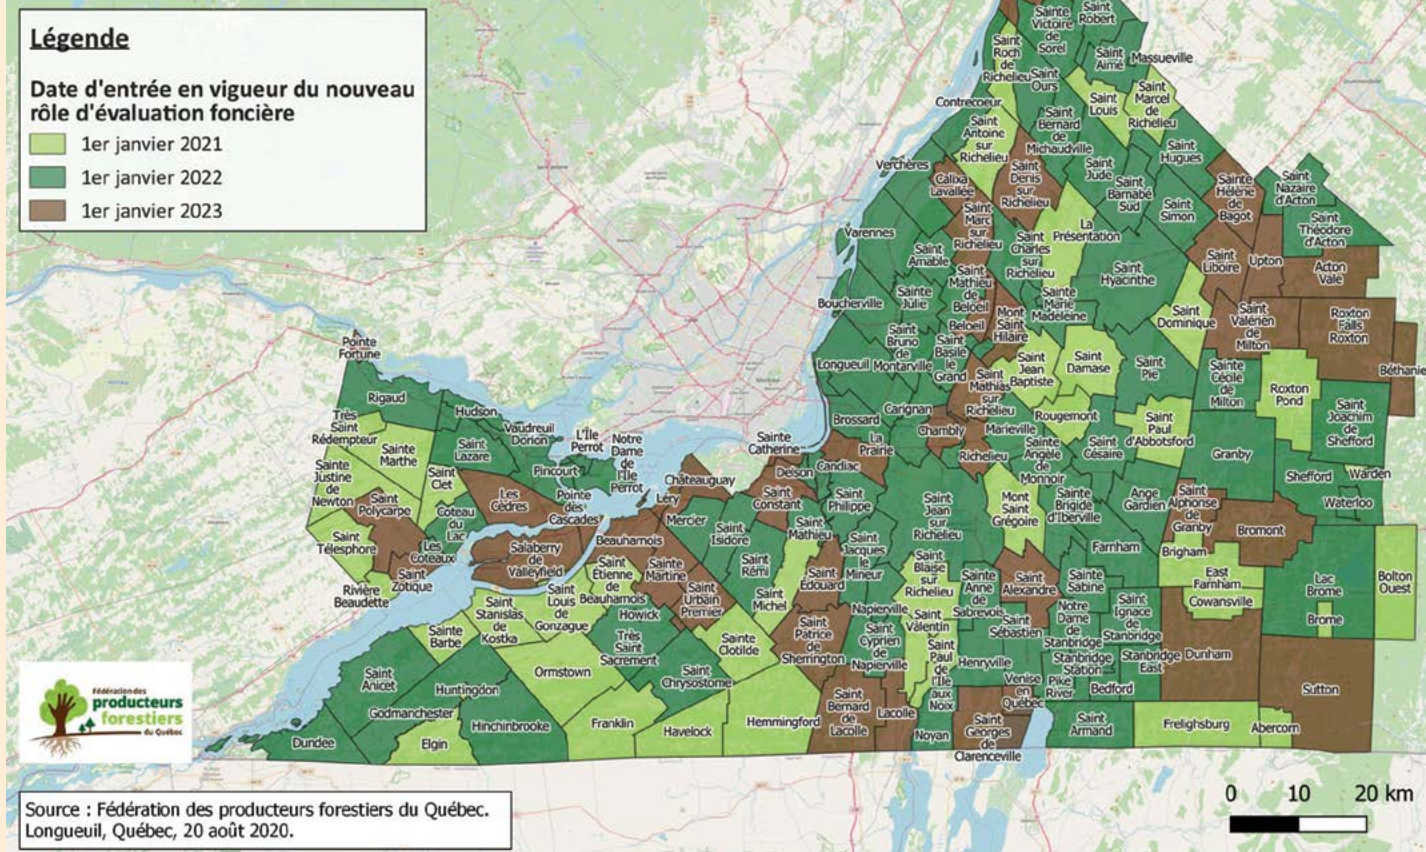 Légende
Date d'entrée en vigueur du nouveau
rôle d'évaluation foncière
1er janvier 2021
1er janvier 2022
1er janvier 2023
Sainte
Victoire
de
Sorel
Saint
Robert
Saint
Roch
de
Richelieu
Saint
Ours
Saint
Aimé
Massueville
Contrecoeur
Saint
Antoine
sur
Richelieu
Saint
Bernard
de
Michaudville
Saint
Louis
Saint
Marcel
de
Richelieu
Saint
Hugues
Verchères
Calixa
Lavallée
Saint
Denis
sur
Richelieu
Saint
Jude
Saint
Barnabé
Sud
Saint
Simon
Sainte
Hélène
de
Bagot
Saint
Nazaire
d'Acton
Saint
Théodore
d'Acton
Varennes
Saint
Marc
sur
Richelieu
La
Présentation
Saint
Amable
Saint
Charles
sur
Richelieu
Saint
Hyacinthe
Saint
Liboire
Upton
Acton
Vale
Boucherville
Sainte
Julie
Saint
Mathieu
de
Beloeil
Beloeil
Mont
Saint
Hilaire
Sainte
Marie
Madeleine
Saint
Dominique
Saint
Valérien
de
Milton
Roxton
Falls
Roxton
Béthanie
Longueuil
Saint
Bruno
de
Montarville
Saint
Basile
le
Grand
Saint
Jean
Baptiste
Saint
Damase
Saint
Pie
Sainte
Cécile
de
Milton
Roxton
Pond
Saint
Joachim
de
Shefford
Brossard
Carignan
Saint
Mathias
sur
Richelieu
Chambly
Marieville
Rougemont
Saint
Césaire
Saint
Paul
d'Abbotsford
Granby
Shefford
Warden
Waterloo
Pointe
Fortune
Rigaud
Hudson
Très
Saint
Rédempteur
Sainte
Marthe
Saint
Lazare
Vaudreuil
Dorion
L'Île
Perrot
Notre
Dame
de
l'Île
Perrot
Pincourt
Sainte
Justine
de
Newton
Saint
Clet
Saint
Polycarpe
Les
Cèdres
Pointe
des
Cascades
Coteau
du
Lac
Les
Coteaux
Saint
Télesphore
Saint
Zotique
Rivière
Beaudette
Salaberry
de
Valleyfield
Beauharnois
Léry
Châteauguay
Mercier
Sainte
Catherine
Delson
Candiac
La
Prairie
Saint
Constant
Saint
Philippe
Saint
Mathieu
Saint
Isidore
Saint
Rémi
Richelieu
Sainte
Angèle
de
Monnoir
Saint
Jean
sur
Richelieu
Mont
Saint
Grégoire
Sainte
Brigide
d'Iberville
Ange
Gardien
Saint
Alphonse
de
Granby
Bromont
Farnham
Brigham
East
Farnham
Cowansville
Lac
Brome
Brome
Bolton
Ouest
Saint
Étienne
de
Beauharnois
Sainte
Martine
Saint
Urbain
Premier
Saint
Michel
Saint
Édouard
Saint
Jacques
le
Mineur
Saint
Blaise
sur
Richelieu
Sainte
Anne
de
Sabrevois
Saint
Alexandre
Sainte
Sabine
Saint
Louis
de
Gonzague
Saint
Stanislas
de
Kostka
Howick
Très
Saint
Sacrement
Sainte
Clotilde
Saint
Patrice
de
Sherrington
Napierville
Saint
Cyprien
de
Napierville
Saint
Valentin
Saint
Paul
de
l'Île
aux
Noix
Saint
Sébastien
Henryville
Notre
Dame
de
Stanbridge
Saint
Ignace
de
Stanbridge
Stanbridge
Station
Stanbridge
East
Dunham
Pike
River
Bedford
Venise
en
Québec
Sainte
Barbe
Saint
Anicet
Huntingdon
Godmanchester
Ormstown
Saint
Chrysostome
Dundee
Elgin
Hinchinbrooke
Franklin
Havelock
Hemmingford
Saint
Bernard
de
Lacolle
Lacolle
Noyan
Saint
Georges
de
Clarenceville
Saint
Armand
Frelighsburg
Abercorn
Sutton
Fédération des
producteurs
forestiers
du Québec
Source : Fédération des producteurs forestiers du Québec.
Longueuil, Québec, 20 août 2020.
0 10 20 km